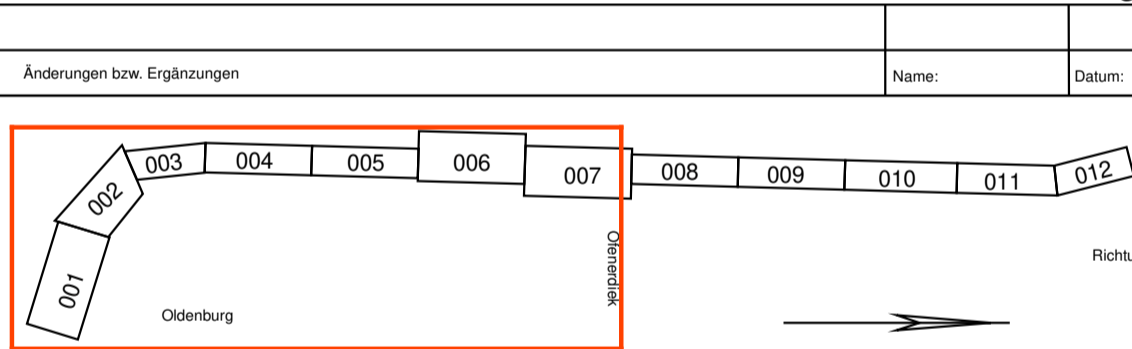 Änderungen bzw. Ergänzungen Name: Datum:
003 004 005 006 007 008 009 010 011 012
002
001
Ofenerdiek
Oldenburg